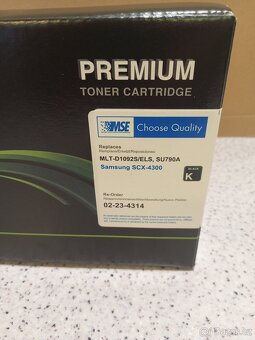 PREMIUM
TONER CARTRIDGE
MSE
Choose Quality
Replaces
MLT-D1092S/ELS, SU790A
Samsung SCX-4300
BLACK
K
Re-Order
02-23-4314